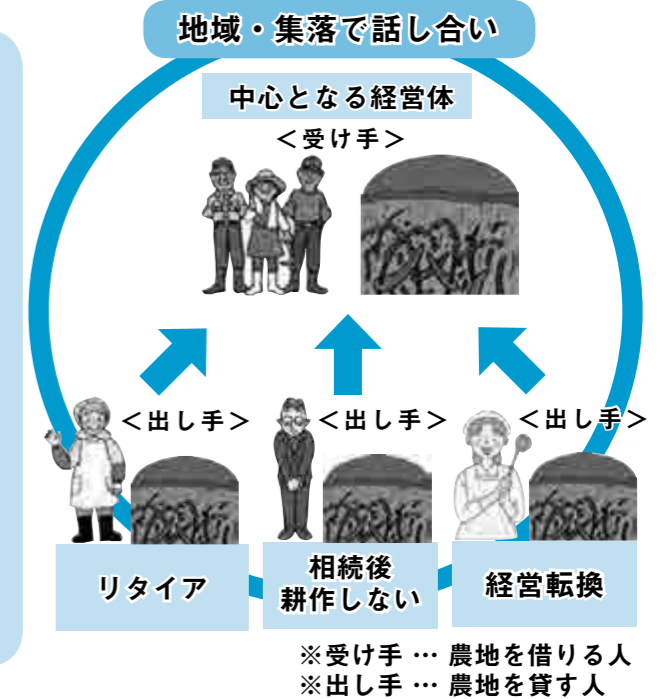 地域・集落で話し合い
中心となる経営体
＜受け手＞
＜出し手＞
＜出し手＞
＜出し手＞
リタイア
相続後
耕作しない
経営転換
※受け手 … 農地を借りる人
※出し手 … 農地を貸す人